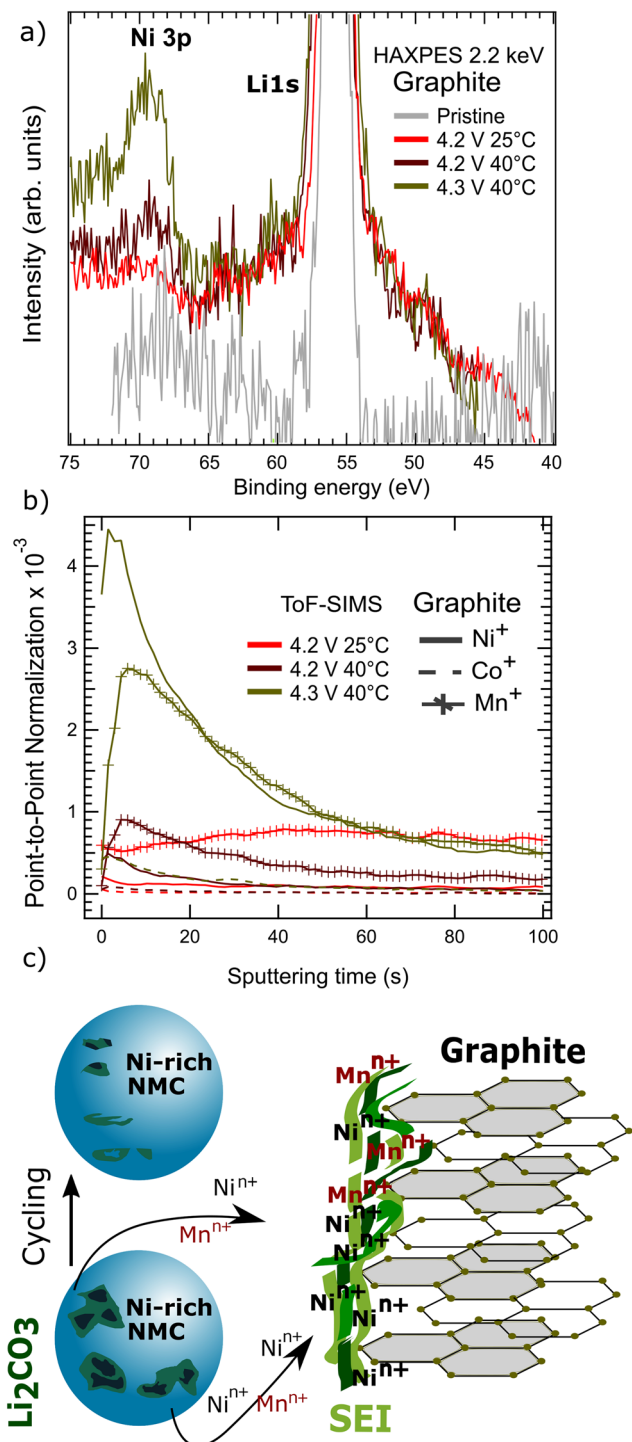 a)
Ni 3p
Li1s
HAXPES 2.2 keV
Graphite
Pristine
4.2 V 25°C
4.2 V 40°C
4.3 V 40°C
Intensity (arb. units)
75 70 65 60 55 50 45 40
Binding energy (eV)
b)
Point-to-Point Normalization x 10⁻³
4
3
2
1
0
ToF-SIMS
4.2 V 25°C
4.2 V 40°C
4.3 V 40°C
Graphite
Ni⁺
Co⁺
Mn⁺
0 20 40 60 80 100
Sputtering time (s)
c)
Ni-rich
NMC
Cycling
Niⁿ⁺
Mnⁿ⁺
Ni-rich
NMC
Li₂CO₃
Niⁿ⁺
Niⁿ⁺ Mnⁿ⁺
Graphite
Mnⁿ⁺
Niⁿ⁺
Mnⁿ⁺
Mnⁿ⁺
Niⁿ⁺
Niⁿ⁺
Niⁿ⁺
Niⁿ⁺
Niⁿ⁺
SEI